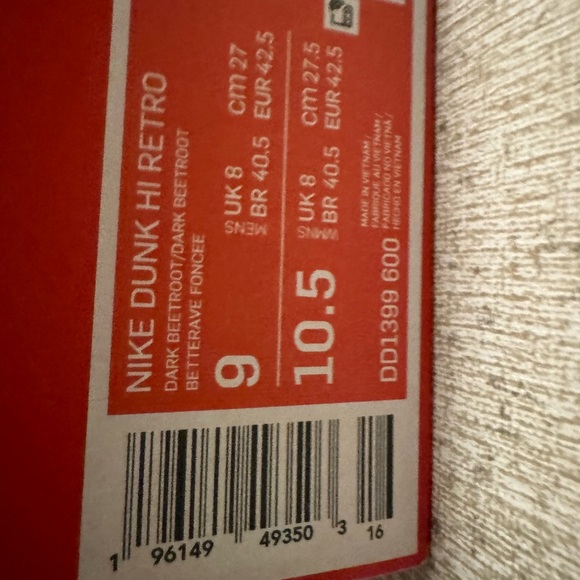 NIKE DUNK HI RETRO
DARK BEETROOT/DARK BEETROOT
BETTERAVE FONCEE
9
MENS
UK 8 cm 27
BR 40.5 EUR 42.5
10.5
WMNS
UK 8 cm 27.5
BR 40.5 EUR 42.5
DD1399 600
MADE IN VIETNAM /
FABRIQUE AU VIETNAM /
FABRICADO NO VIETNÃ /
HECHO EN VIETNAM
1 96149 49350 3 16